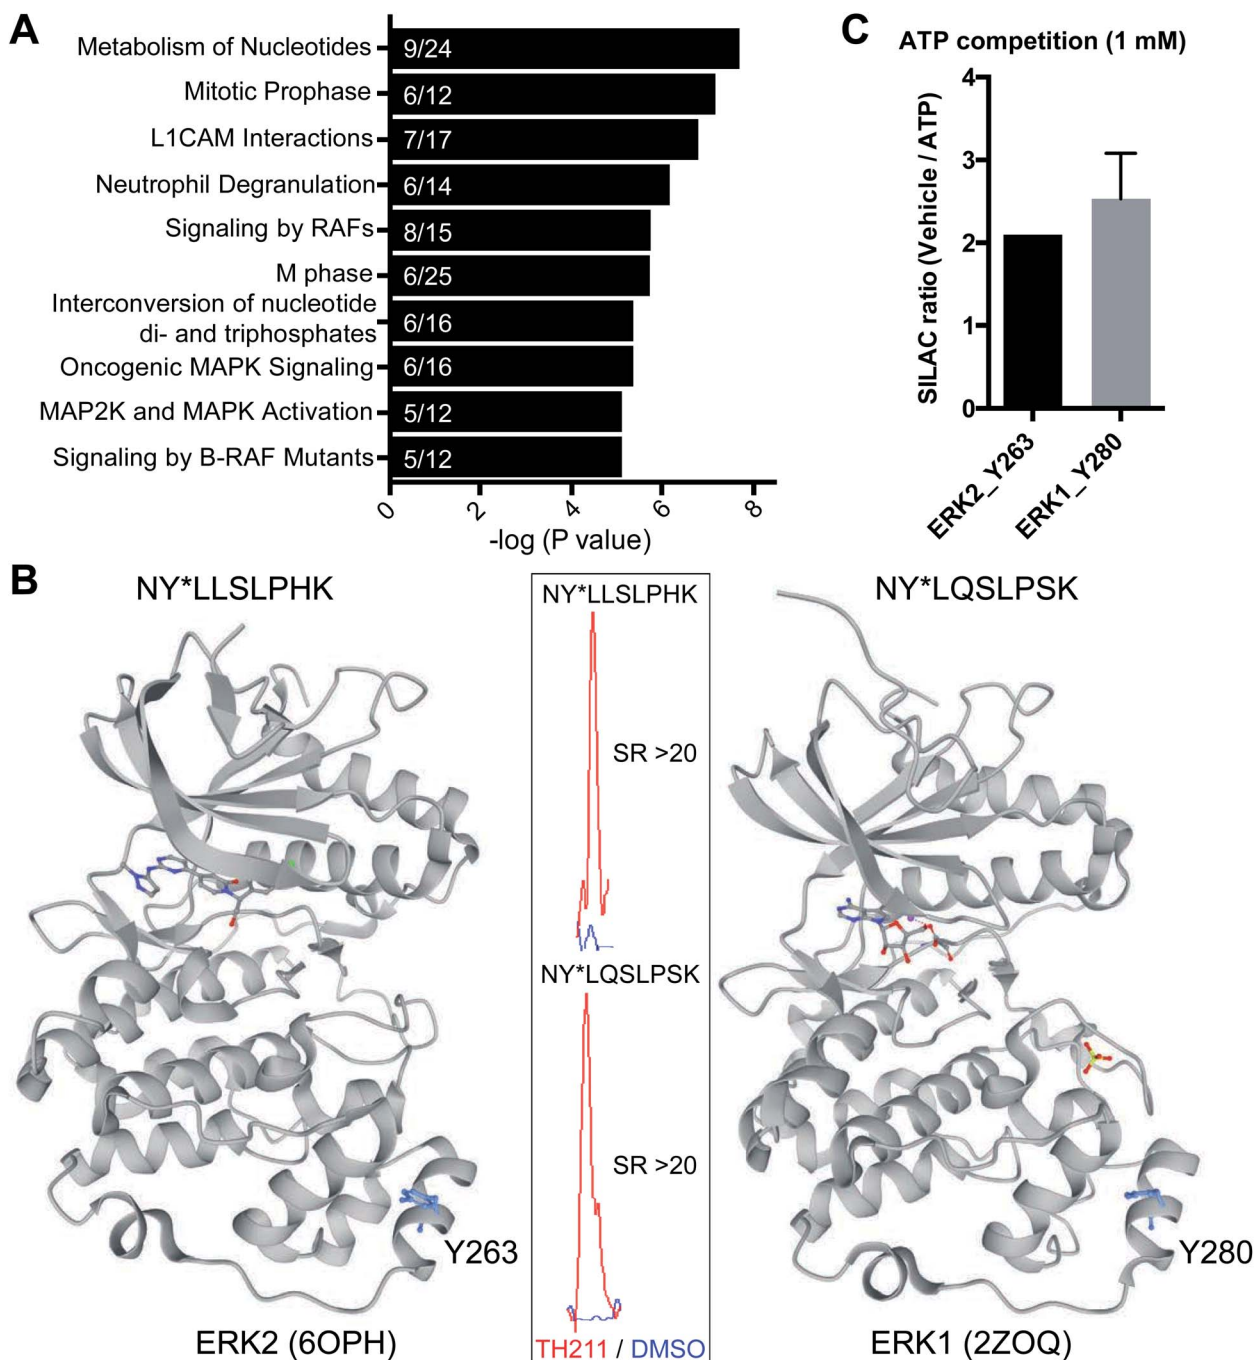 A
Metabolism of Nucleotides 9/24
Mitotic Prophase 6/12
L1CAM Interactions 7/17
Neutrophil Degranulation 6/14
Signaling by RAFs 8/15
M phase 6/25
Interconversion of nucleotide
di- and triphosphates 6/16
Oncogenic MAPK Signaling 6/16
MAP2K and MAPK Activation 5/12
Signaling by B-RAF Mutants 5/12
0 2 4 6 8
-log (P value)
C
ATP competition (1 mM)
SILAC ratio (Vehicle / ATP)
4
3
2
1
0
ERK2_Y263
ERK1_Y280
B
NY*LLSLPHK
Y263
ERK2 (6OPH)
NY*LLSLPHK
SR >20
NY*LQSLPSK
SR >20
TH211 / DMSO
NY*LQSLPSK
Y280
ERK1 (2ZOQ)